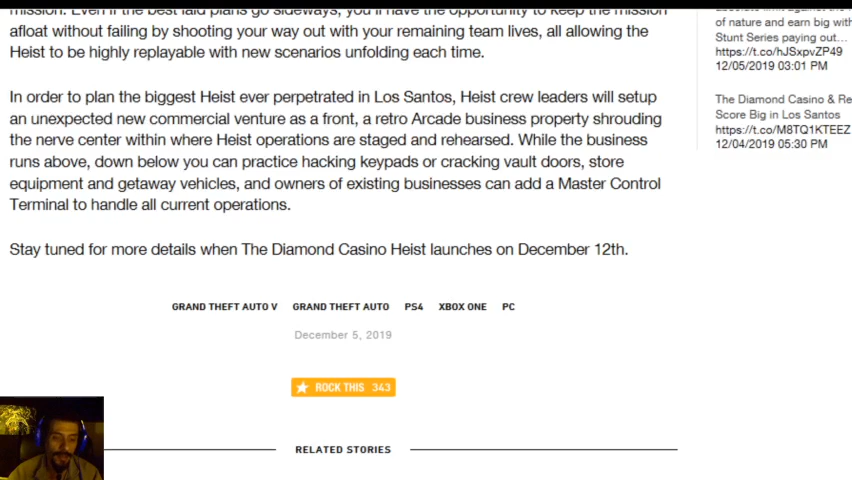 mission. Even if the best laid plans go sideways, you'll have the opportunity to keep the mission
afloat without failing by shooting your way out with your remaining team lives, all allowing the
Heist to be highly replayable with new scenarios unfolding each time.
In order to plan the biggest Heist ever perpetrated in Los Santos, Heist crew leaders will setup
an unexpected new commercial venture as a front, a retro Arcade business property shrouding
the nerve center within where Heist operations are staged and rehearsed. While the business
runs above, down below you can practice hacking keypads or cracking vault doors, store
equipment and getaway vehicles, and owners of existing businesses can add a Master Control
Terminal to handle all current operations.
Stay tuned for more details when The Diamond Casino Heist launches on December 12th.
GRAND THEFT AUTO V GRAND THEFT AUTO PS4 XBOX ONE PC
December 5, 2019
ROCK THIS 343
RELATED STORIES
of nature and earn big with
Stunt Series paying out...
https://t.co/hJSxpvZP49
12/05/2019 03:01 PM
The Diamond Casino & Re
Score Big in Los Santos
https://t.co/M8TQ1KTEEZ
12/04/2019 05:30 PM